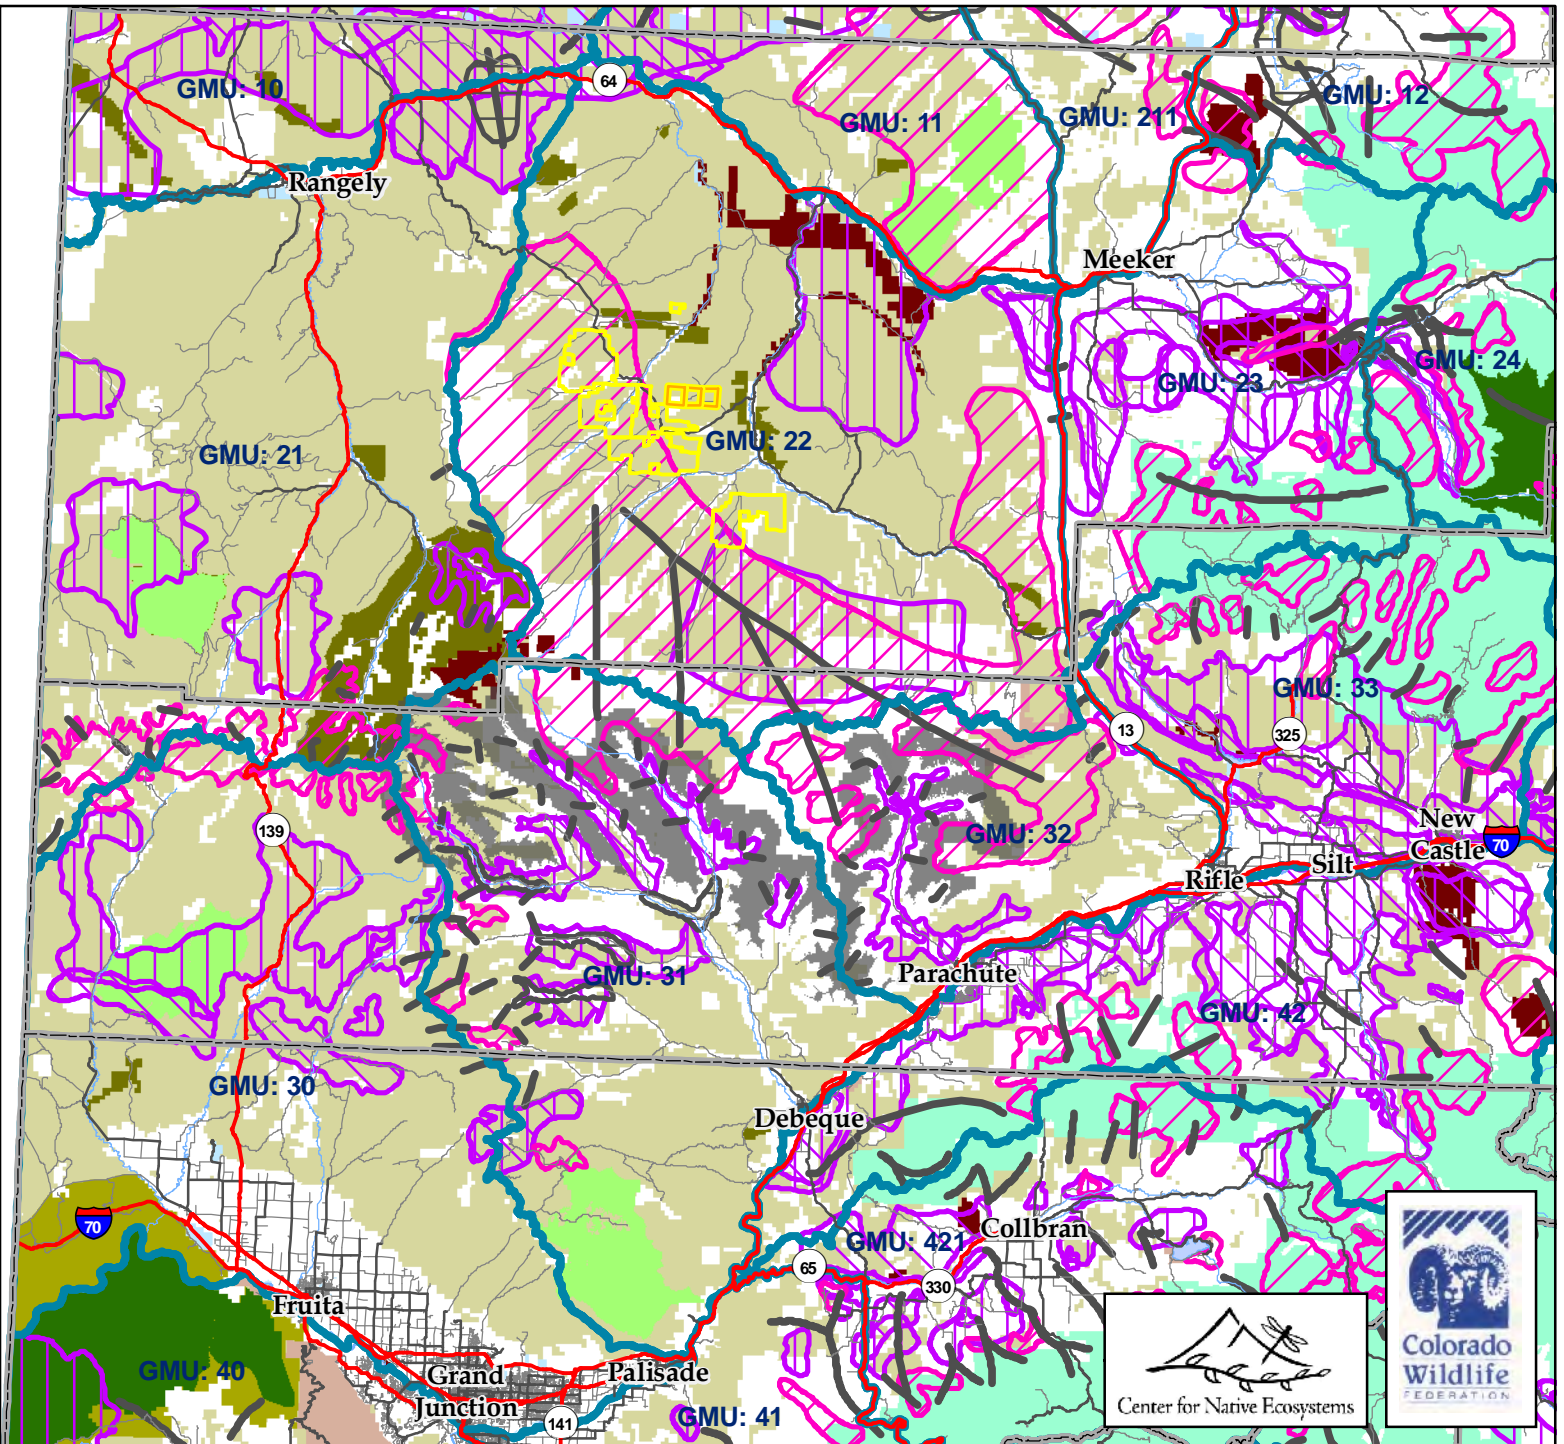 64
GMU: 10
GMU: 12
GMU: 11
GMU: 211
Rangely
Meeker
GMU: 24
GMU: 23
GMU: 22
GMU: 21
GMU: 33
13
325
139
GMU: 32
New
Castle
70
Silt
Rifle
Parachute
GMU: 31
GMU: 42
GMU: 30
Debeque
70
Collbran
GMU: 421
65
330
Fruita
GMU: 40
Grand
Junction
Palisade
GMU: 41
141
Center for Native Ecosystems
Colorado
Wildlife
FEDERATION